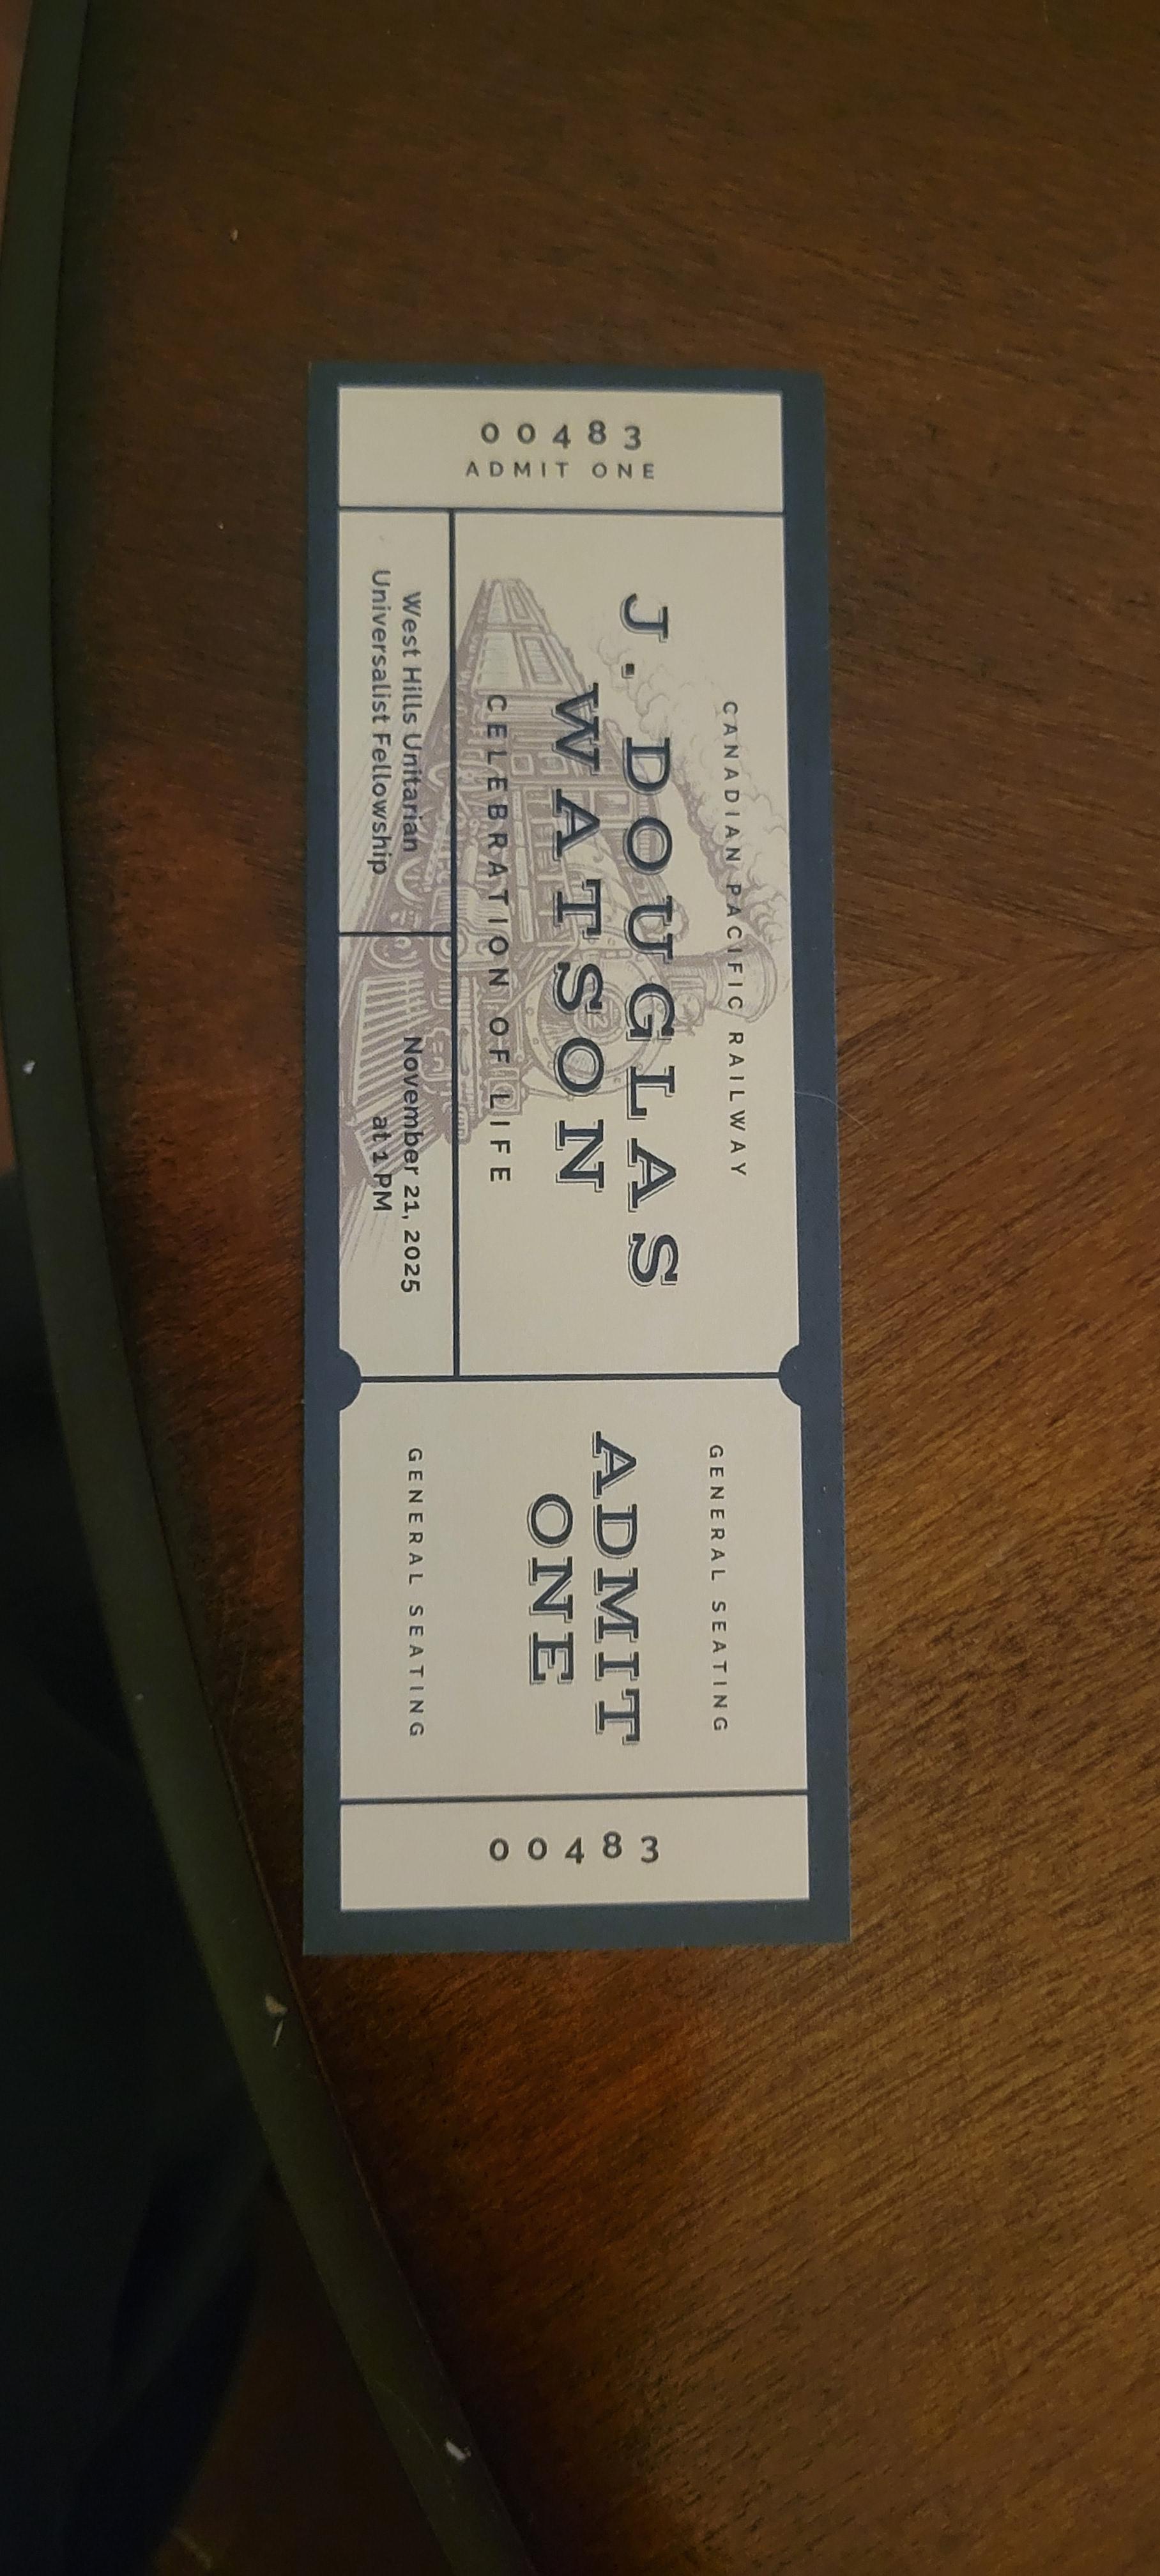 00483
ADMIT ONE
CANADIAN PACIFIC RAILWAY
J. DOUGLAS
WATSON
CELEBRATION OF LIFE
West Hills Unitarian
Universalist Fellowship
November 21, 2025
at 1 PM
GENERAL SEATING
ADMIT
ONE
GENERAL SEATING
00483